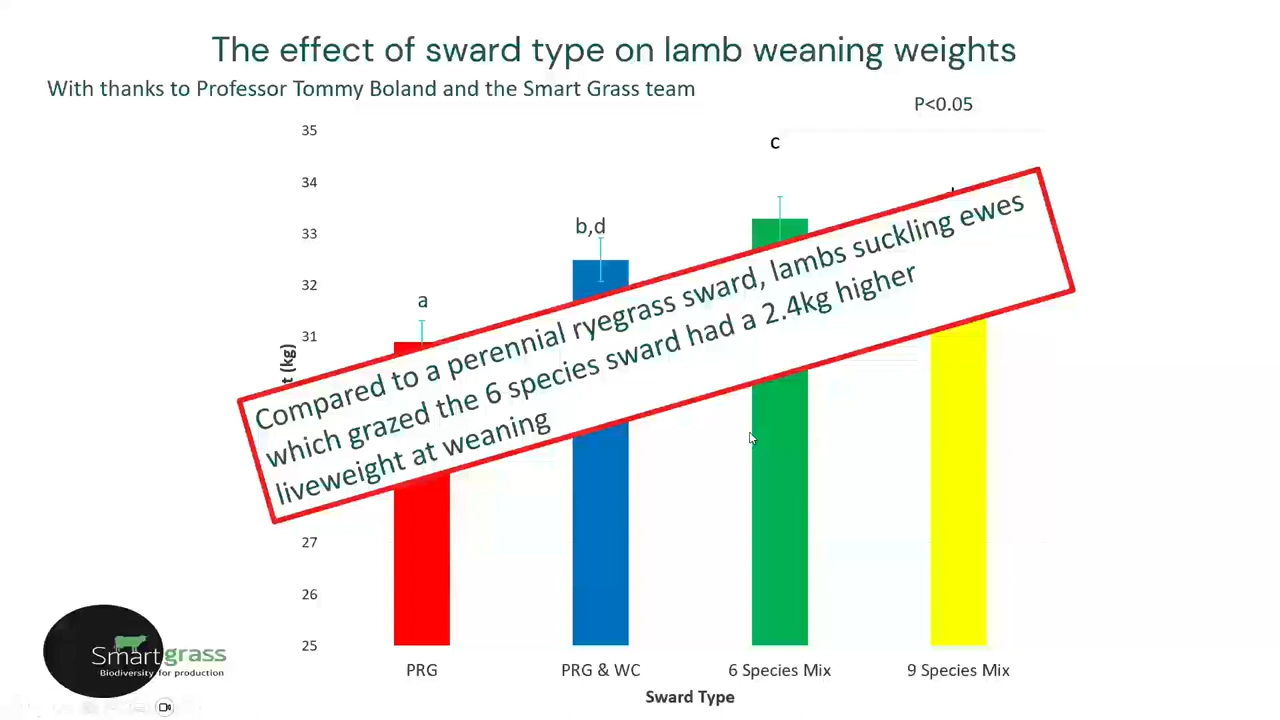 The effect of sward type on lamb weaning weights
With thanks to Professor Tommy Boland and the Smart Grass team
P<0.05
35
34
33
32
31
27
26
25
t (kg)
a
b,d
c
Compared to a perennial ryegrass sward, lambs suckling ewes
which grazed the 6 species sward had a 2.4kg higher
liveweight at weaning
PRG
PRG & WC
6 Species Mix
9 Species Mix
Sward Type
Smartgrass
Biodiversity for production